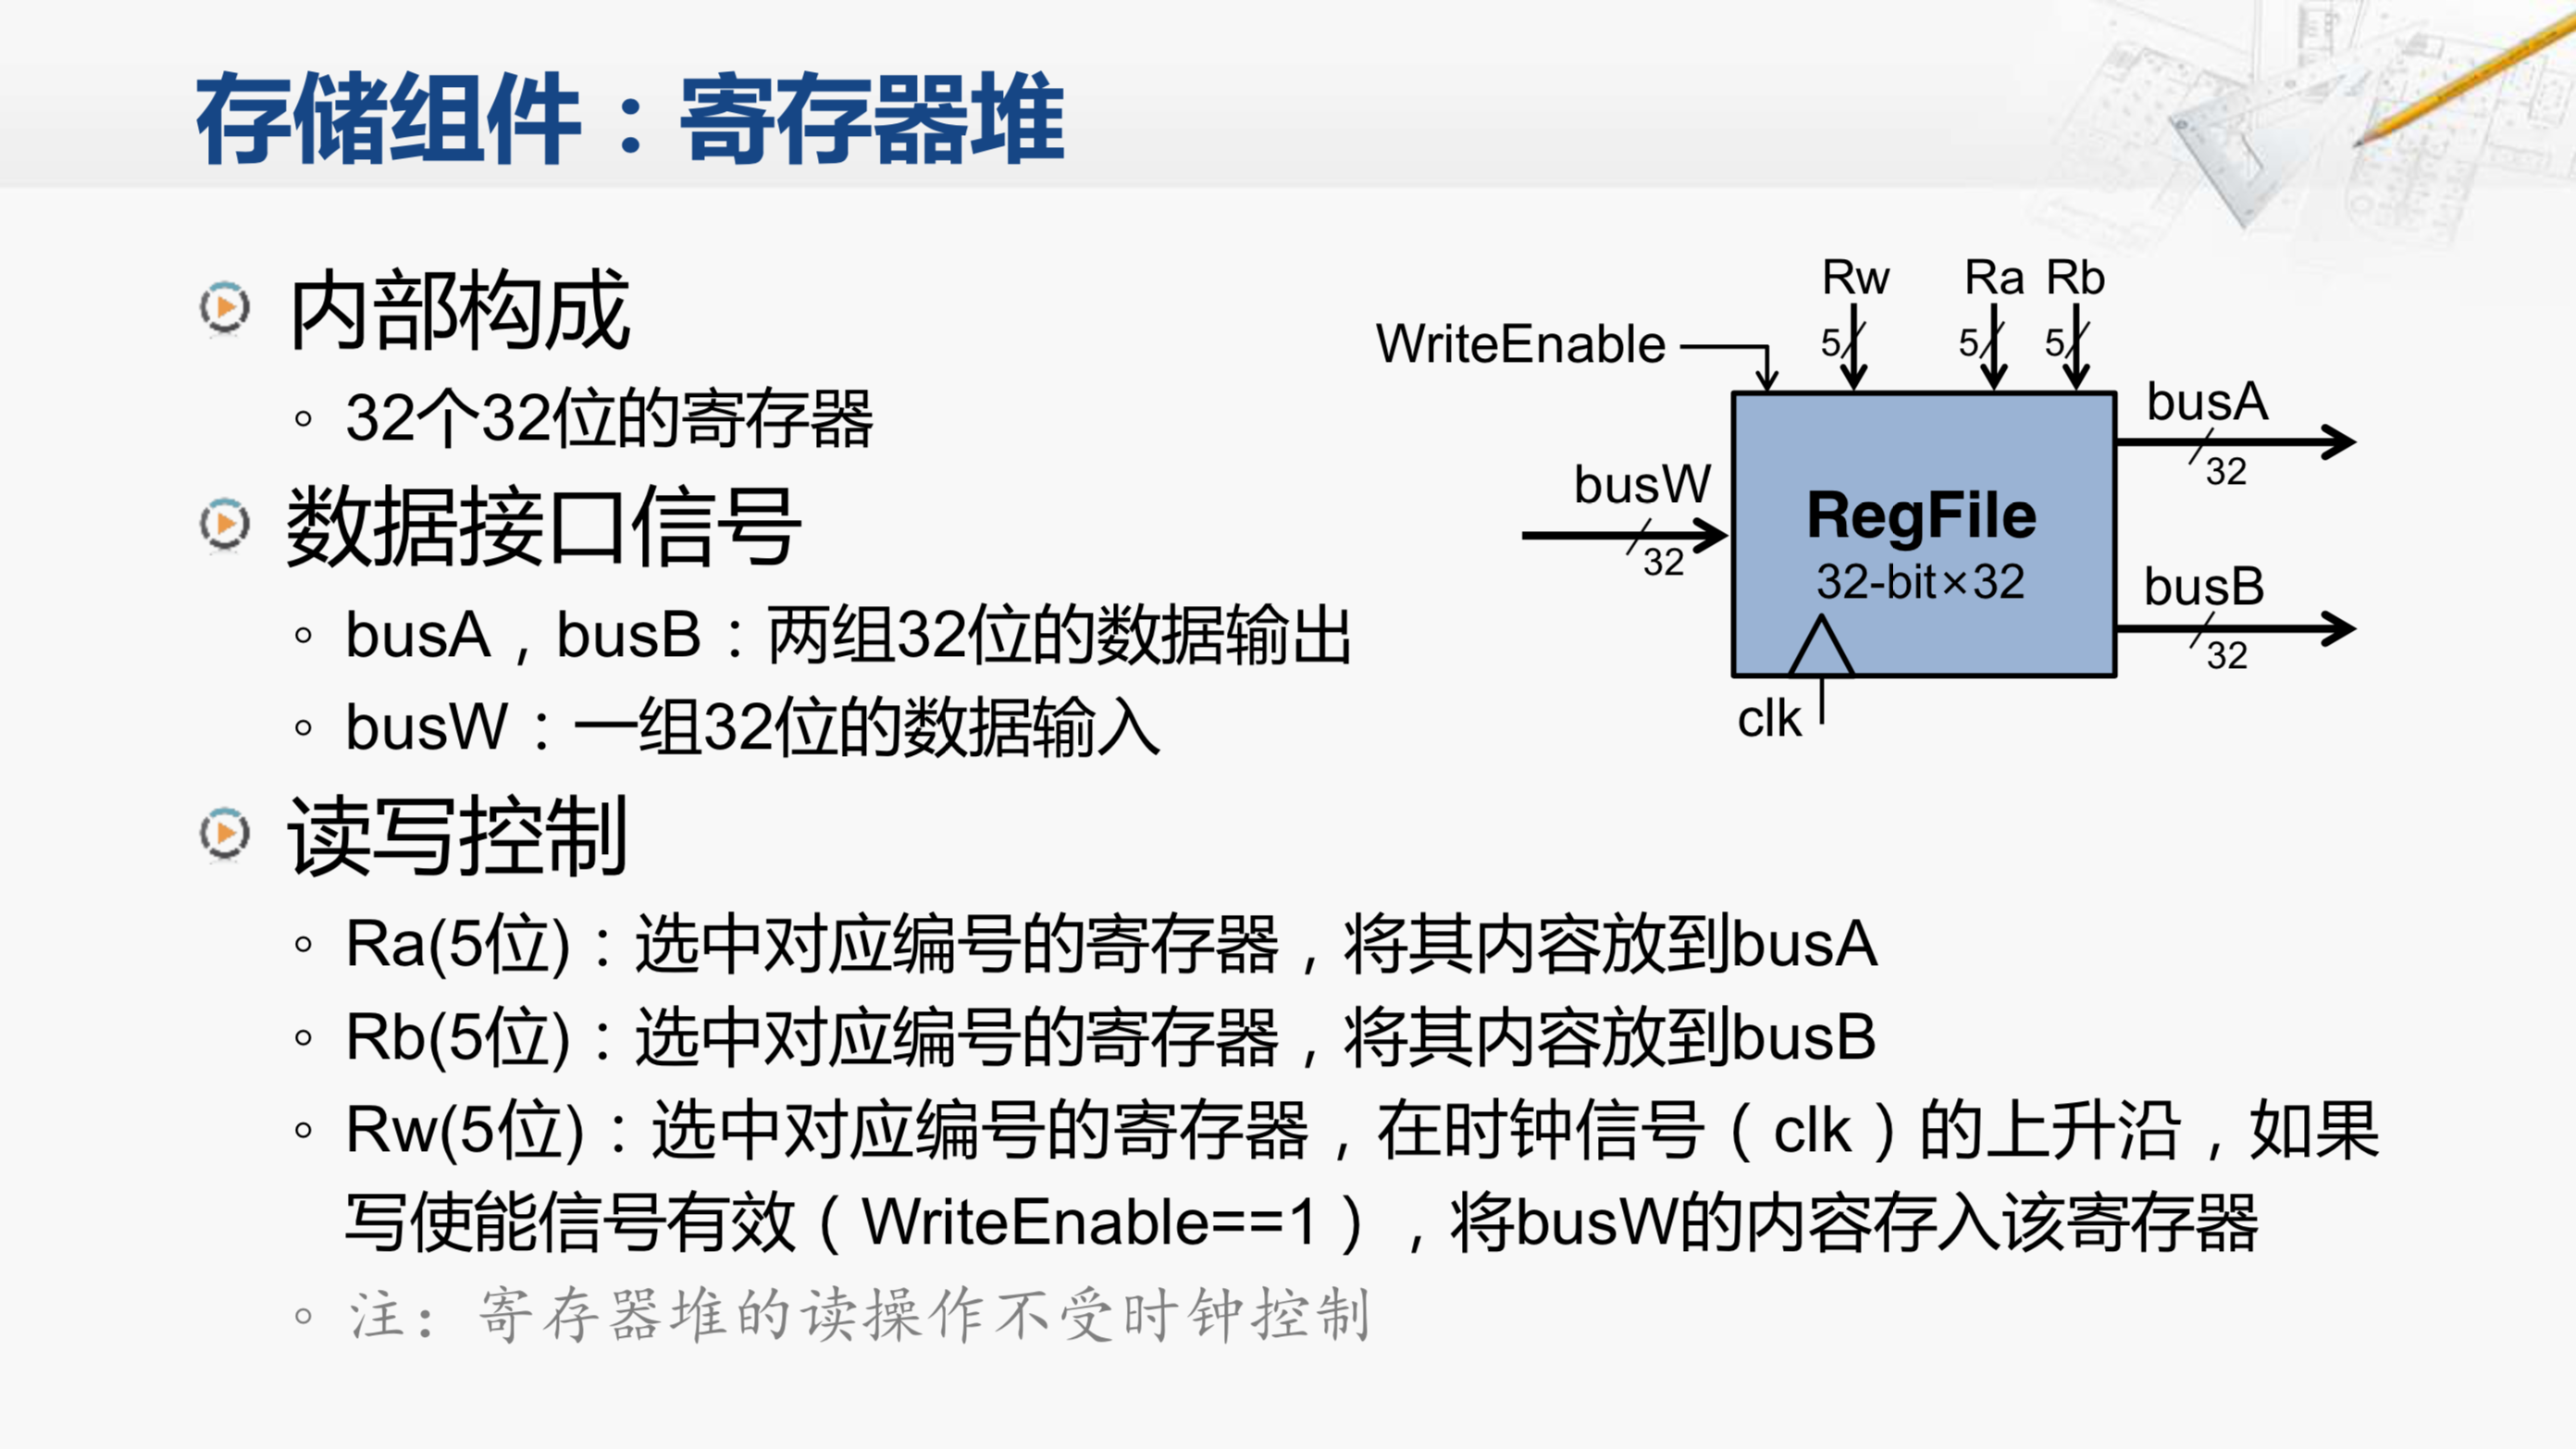 存储组件：寄存器堆
内部构成
32个32位的寄存器
数据接口信号
busA，busB：两组32位的数据输出
busW：一组32位的数据输入
读写控制
Ra(5位)：选中对应编号的寄存器，将其内容放到busA
Rb(5位)：选中对应编号的寄存器，将其内容放到busB
Rw(5位)：选中对应编号的寄存器，在时钟信号（clk）的上升沿，如果
写使能信号有效（WriteEnable==1），将busW的内容存入该寄存器
注：寄存器堆的读操作不受时钟控制
Rw Ra Rb
WriteEnable 5 5 5
busA
32
busW
32
RegFile
32-bit×32
busB
32
clk